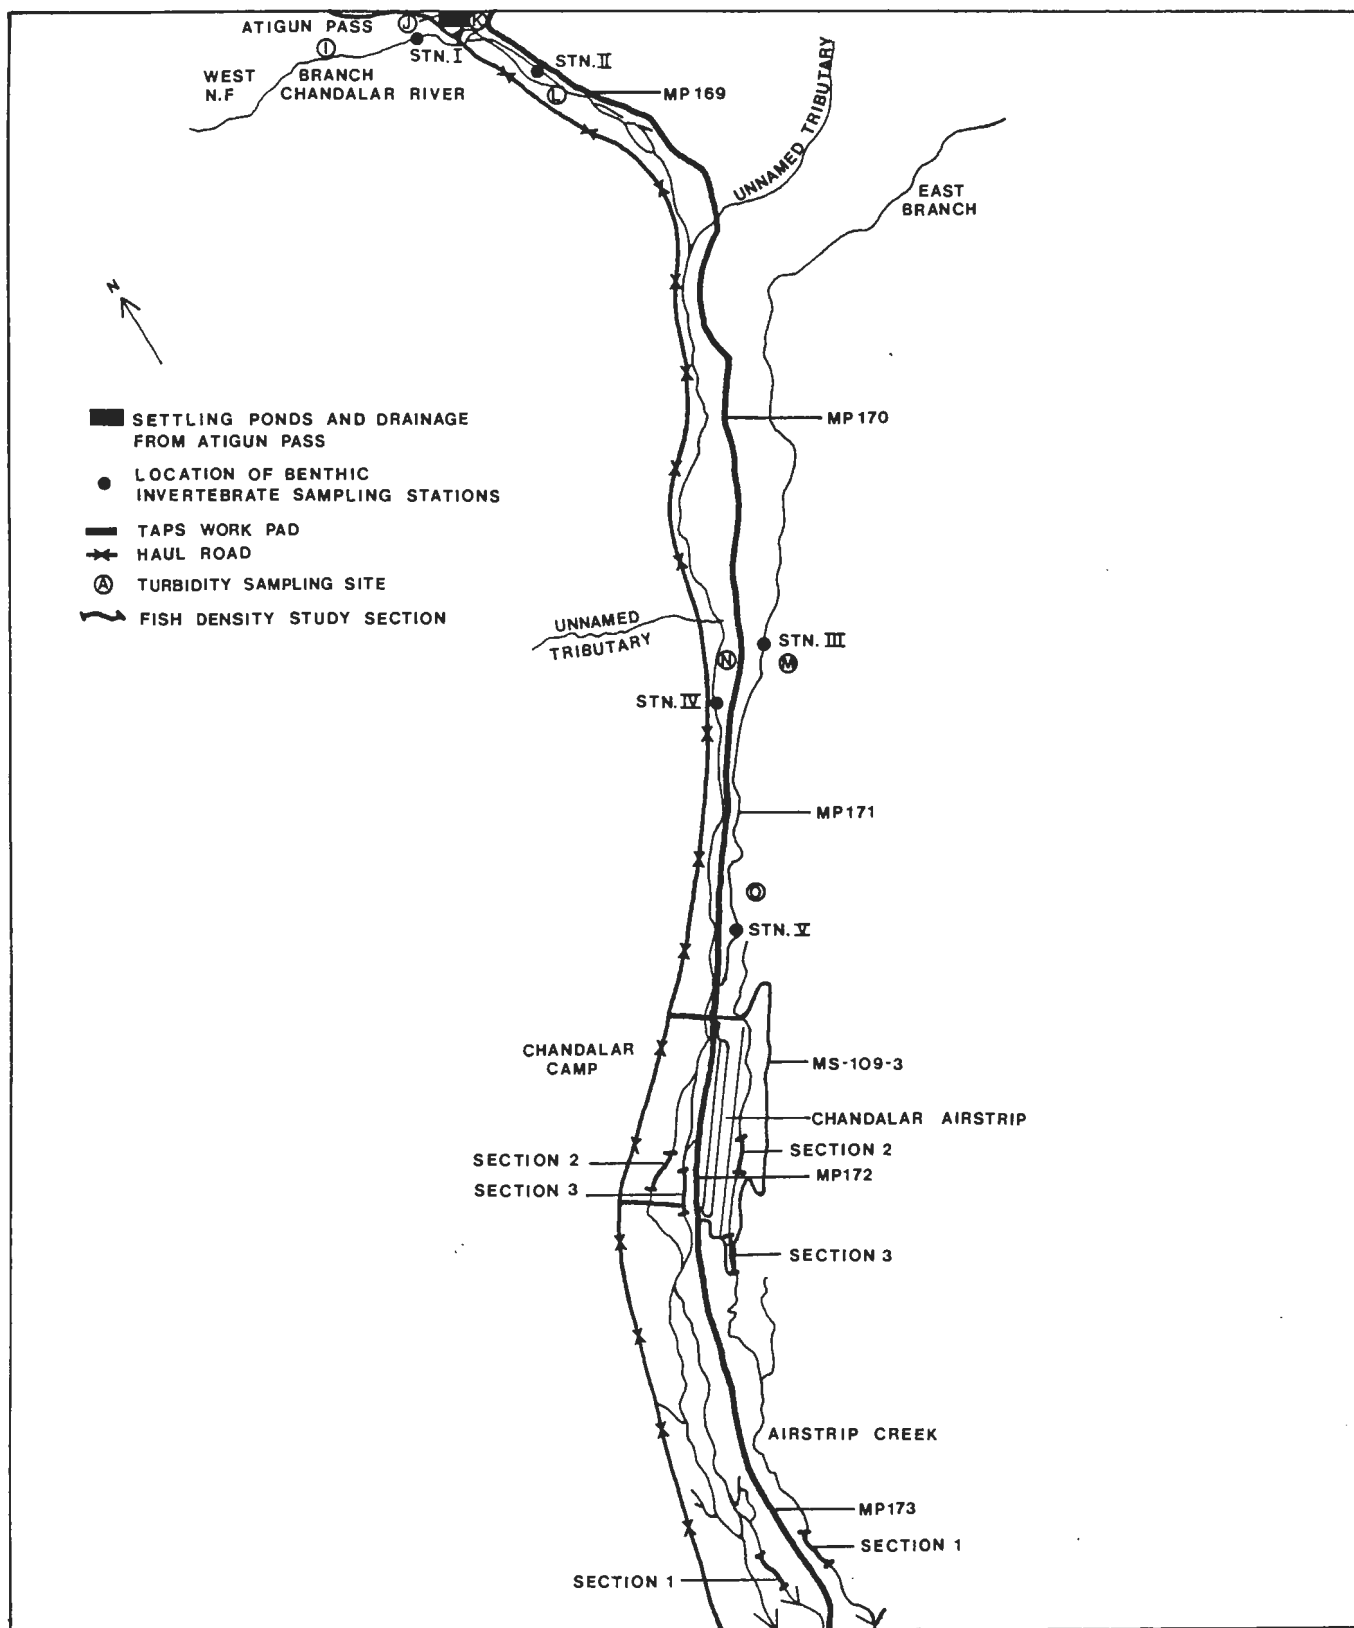 ATIGUN PASS
J
K
I
STN. I
STN. II
WEST BRANCH
N.F CHANDALAR RIVER
L
MP 169
UNNAMED TRIBUTARY
EAST
BRANCH
N
SETTLING PONDS AND DRAINAGE
FROM ATIGUN PASS
MP 170
LOCATION OF BENTHIC
INVERTEBRATE SAMPLING STATIONS
TAPS WORK PAD
HAUL ROAD
A TURBIDITY SAMPLING SITE
FISH DENSITY STUDY SECTION
UNNAMED
TRIBUTARY
STN. III
N
M
STN. IV
MP171
O
STN. V
CHANDALAR
CAMP
MS-109-3
CHANDALAR AIRSTRIP
SECTION 2
SECTION 2
MP172
SECTION 3
SECTION 3
AIRSTRIP CREEK
MP173
SECTION 1
SECTION 1